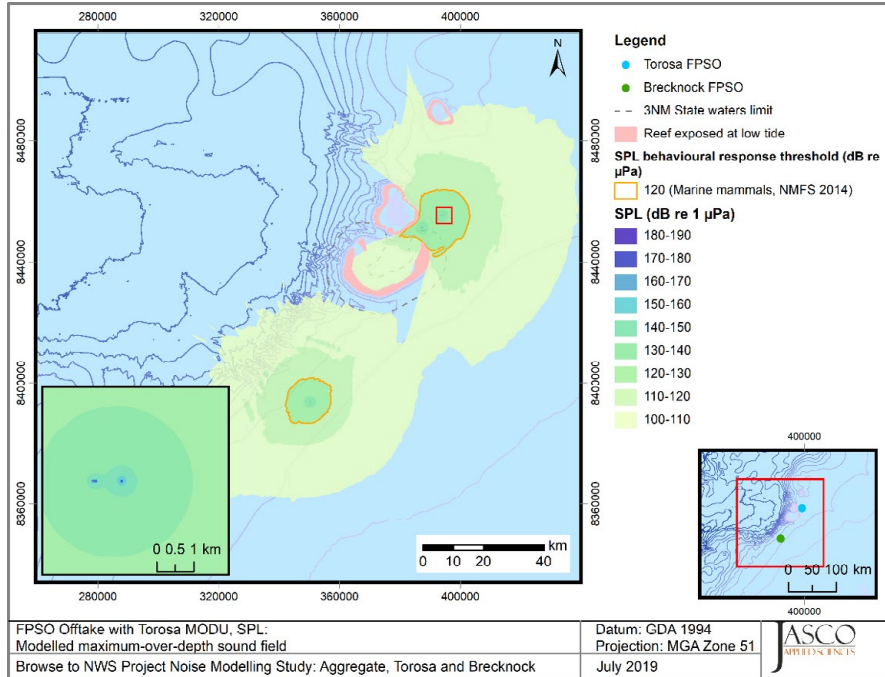 280000 320000 360000 400000
N
8480000
8440000
8400000
8360000
8480000
8440000
8400000
8360000
0 0.5 1 km
km
0 10 20 40
280000 320000 360000 400000
Legend
Torosa FPSO
Brecknock FPSO
3NM State waters limit
Reef exposed at low tide
SPL behavioural response threshold (dB re
µPa)
120 (Marine mammals, NMFS 2014)
SPL (dB re 1 µPa)
180-190
170-180
160-170
150-160
140-150
130-140
120-130
110-120
100-110
400000
0 50 100 km
400000
FPSO Offtake with Torosa MODU, SPL:
Modelled maximum-over-depth sound field
Browse to NWS Project Noise Modelling Study: Aggregate, Torosa and Brecknock
Datum: GDA 1994
Projection: MGA Zone 51
July 2019
JASCO
APPLIED SCIENCES